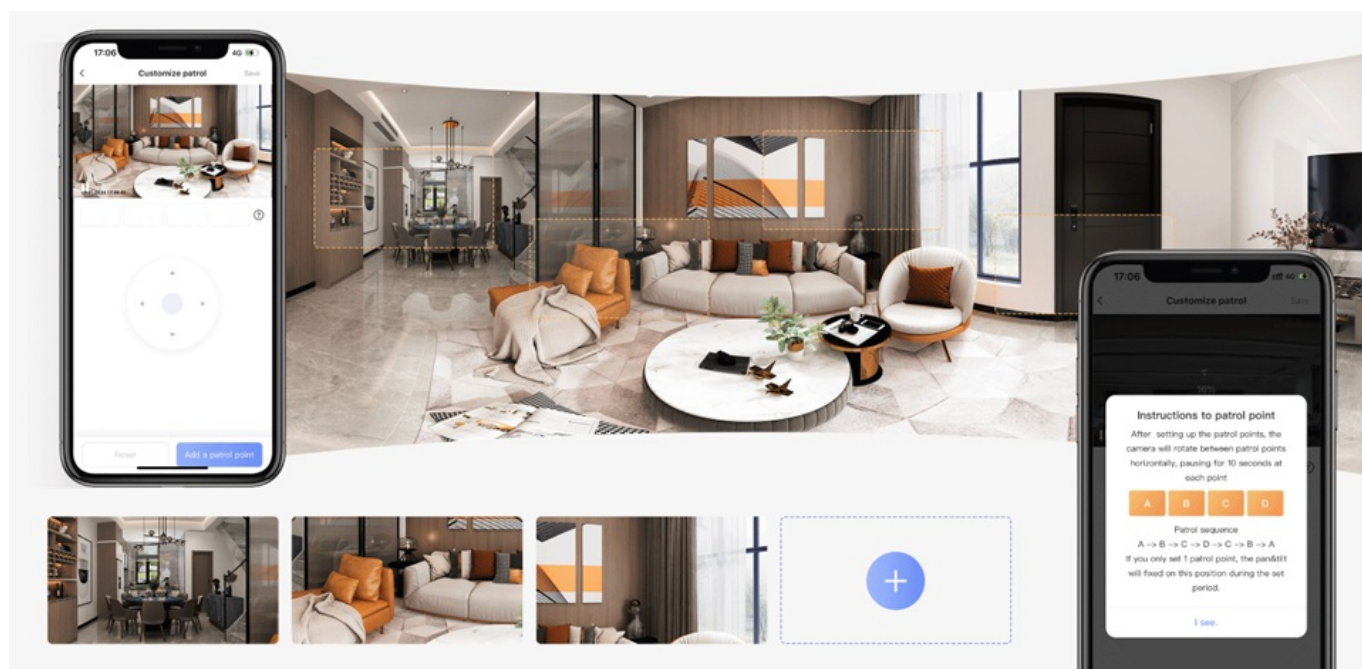 17:06
4G
Customize patrol
Save
Reset
Add a patrol point
17:06
4G
Customize patrol
Save
10%
Instructions to patrol point
After setting up the patrol points, the
camera will rotate between patrol points
horizontally, pausing for 10 seconds at
each point
A B C D
Patrol sequence
A -> B -> C -> D -> C -> B -> A
If you only set 1 patrol point, the pan&tilt
will fixed on this position during the set
period.
I see.